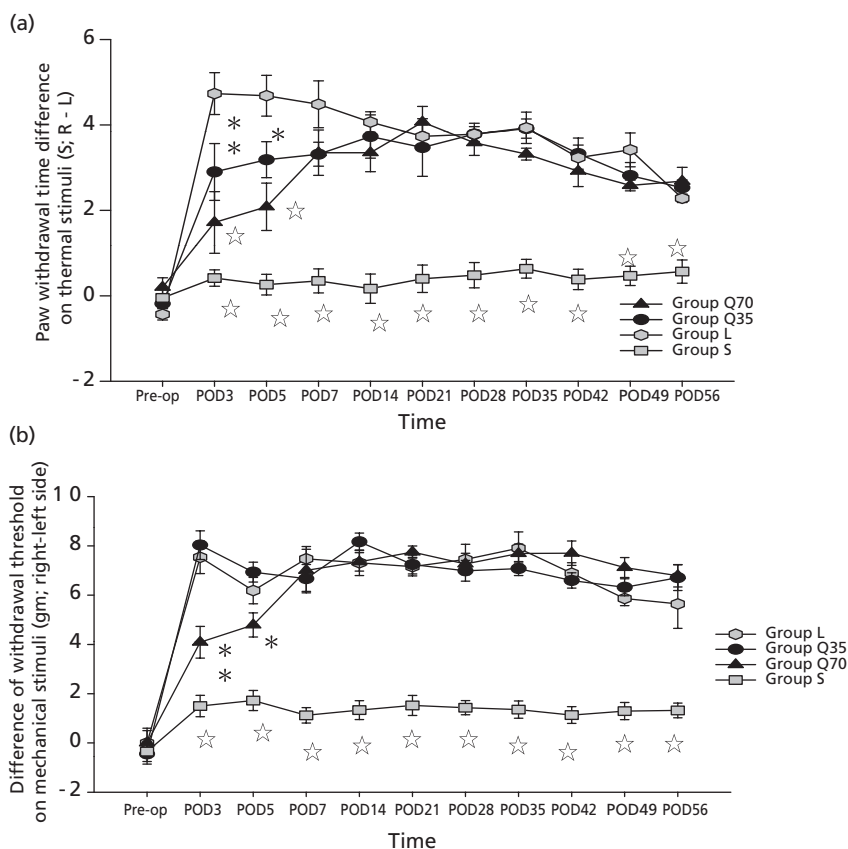 (a)
Paw withdrawal time difference
on thermal stimuli (S; R - L)
6
4
2
0
-2
* * *
☆ ☆
☆ ☆
☆ ☆ ☆ ☆ ☆ ☆ ☆ ☆
Group Q70
Group Q35
Group L
Group S
Pre-op POD3 POD5 POD7 POD14 POD21 POD28 POD35 POD42 POD49 POD56
Time
(b)
Difference of withdrawal threshold
on mechanical stimuli (gm; right-left side)
10
8
6
4
2
0
-2
* * *
☆ ☆ ☆ ☆ ☆ ☆ ☆ ☆ ☆ ☆
Group L
Group Q35
Group Q70
Group S
Pre-op POD3 POD5 POD7 POD14 POD21 POD28 POD35 POD42 POD49 POD56
Time